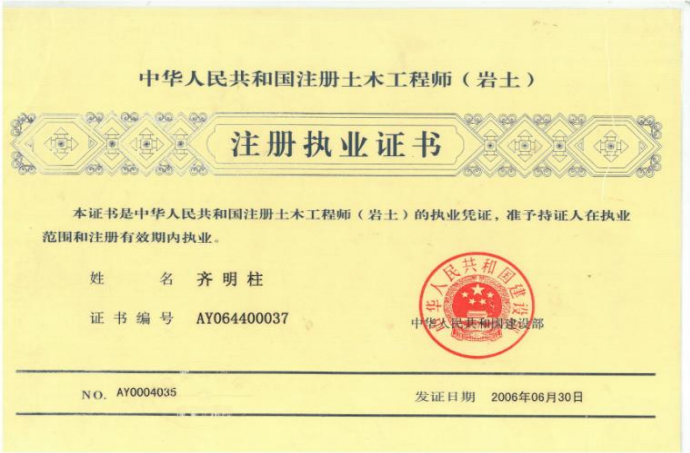 中华人民共和国注册土木工程师（岩土）
注册执业证书
本证书是中华人民共和国注册土木工程师（岩土）的执业凭证，准予持证人在执业
范围和注册有效期内执业。
姓 名 齐明柱
证书编号 AY064400037
中华人民共和国建设部
中华人民共和国建设部
NO. AY0004035 发证日期 2006年06月30日